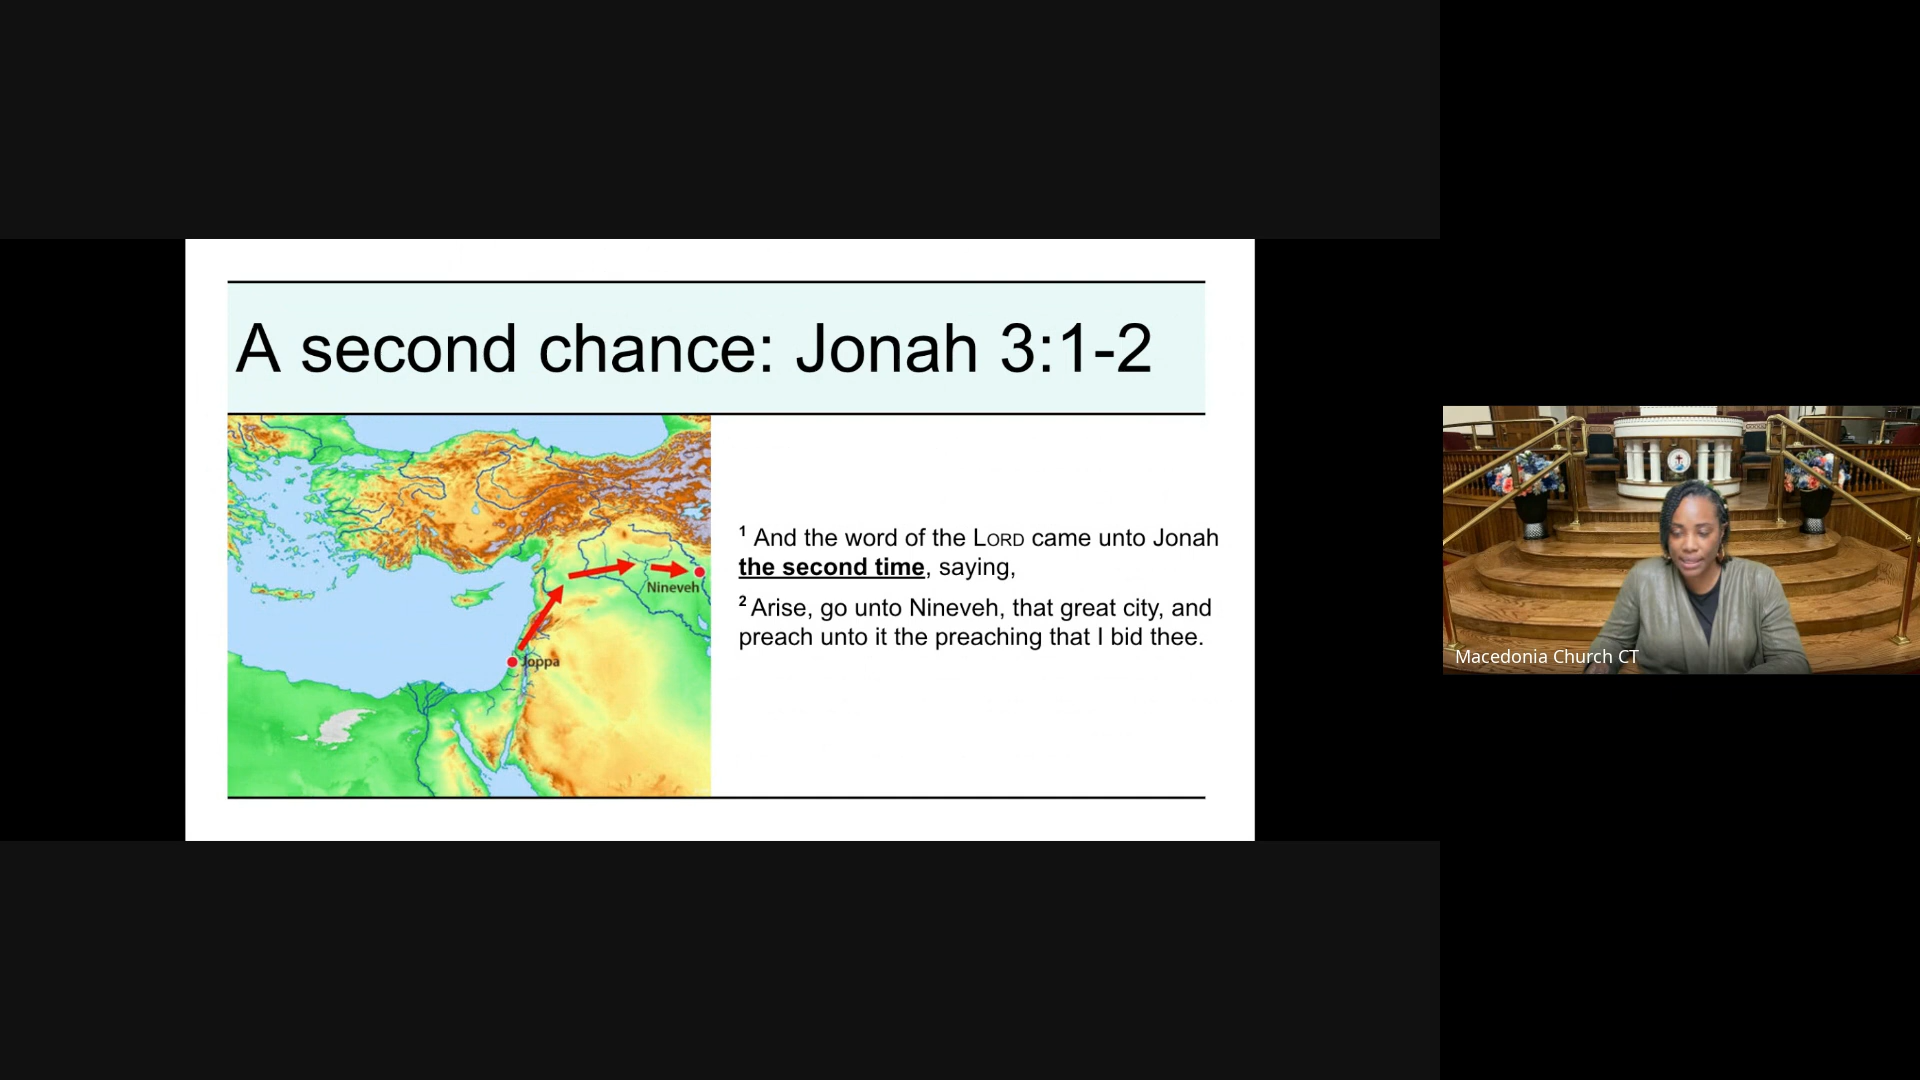 A second chance: Jonah 3:1-2
Nineveh
Joppa
1 And the word of the LORD came unto Jonah
the second time, saying,
2 Arise, go unto Nineveh, that great city, and
preach unto it the preaching that I bid thee.
Macedonia Church CT